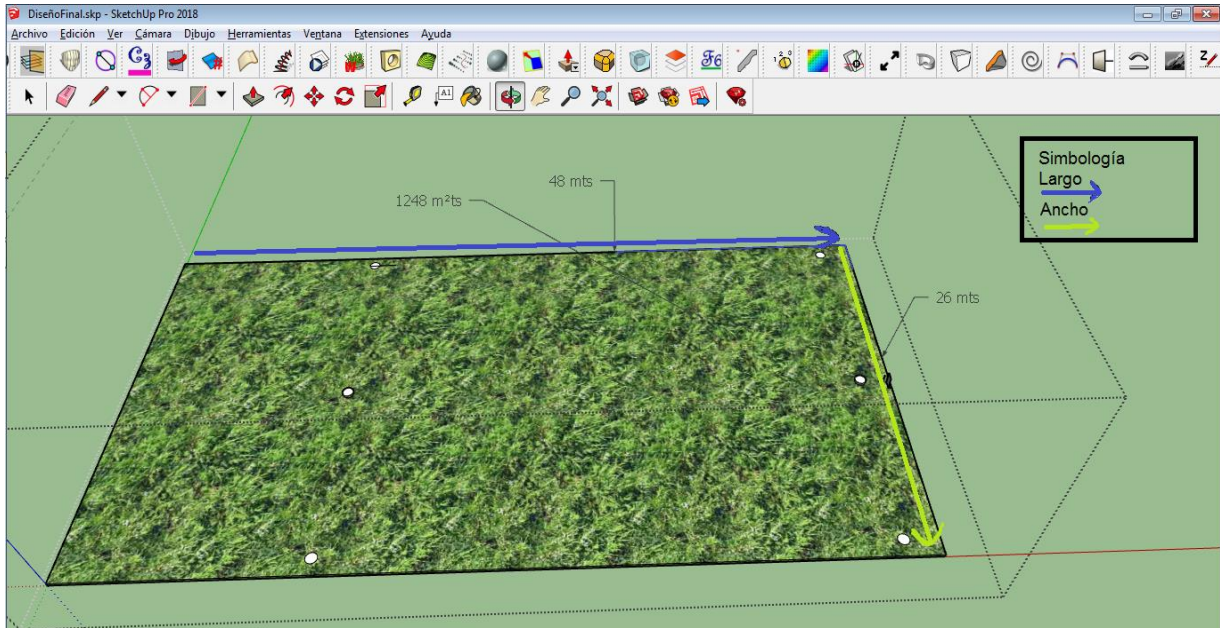 DiseñoFinal.skp - SketchUp Pro 2018
Archivo Edición Ver Cámara Dibujo Herramientas Ventana Extensiones Ayuda
A1
48 mts
1248 m²ts
26 mts
Simbología
Largo
Ancho